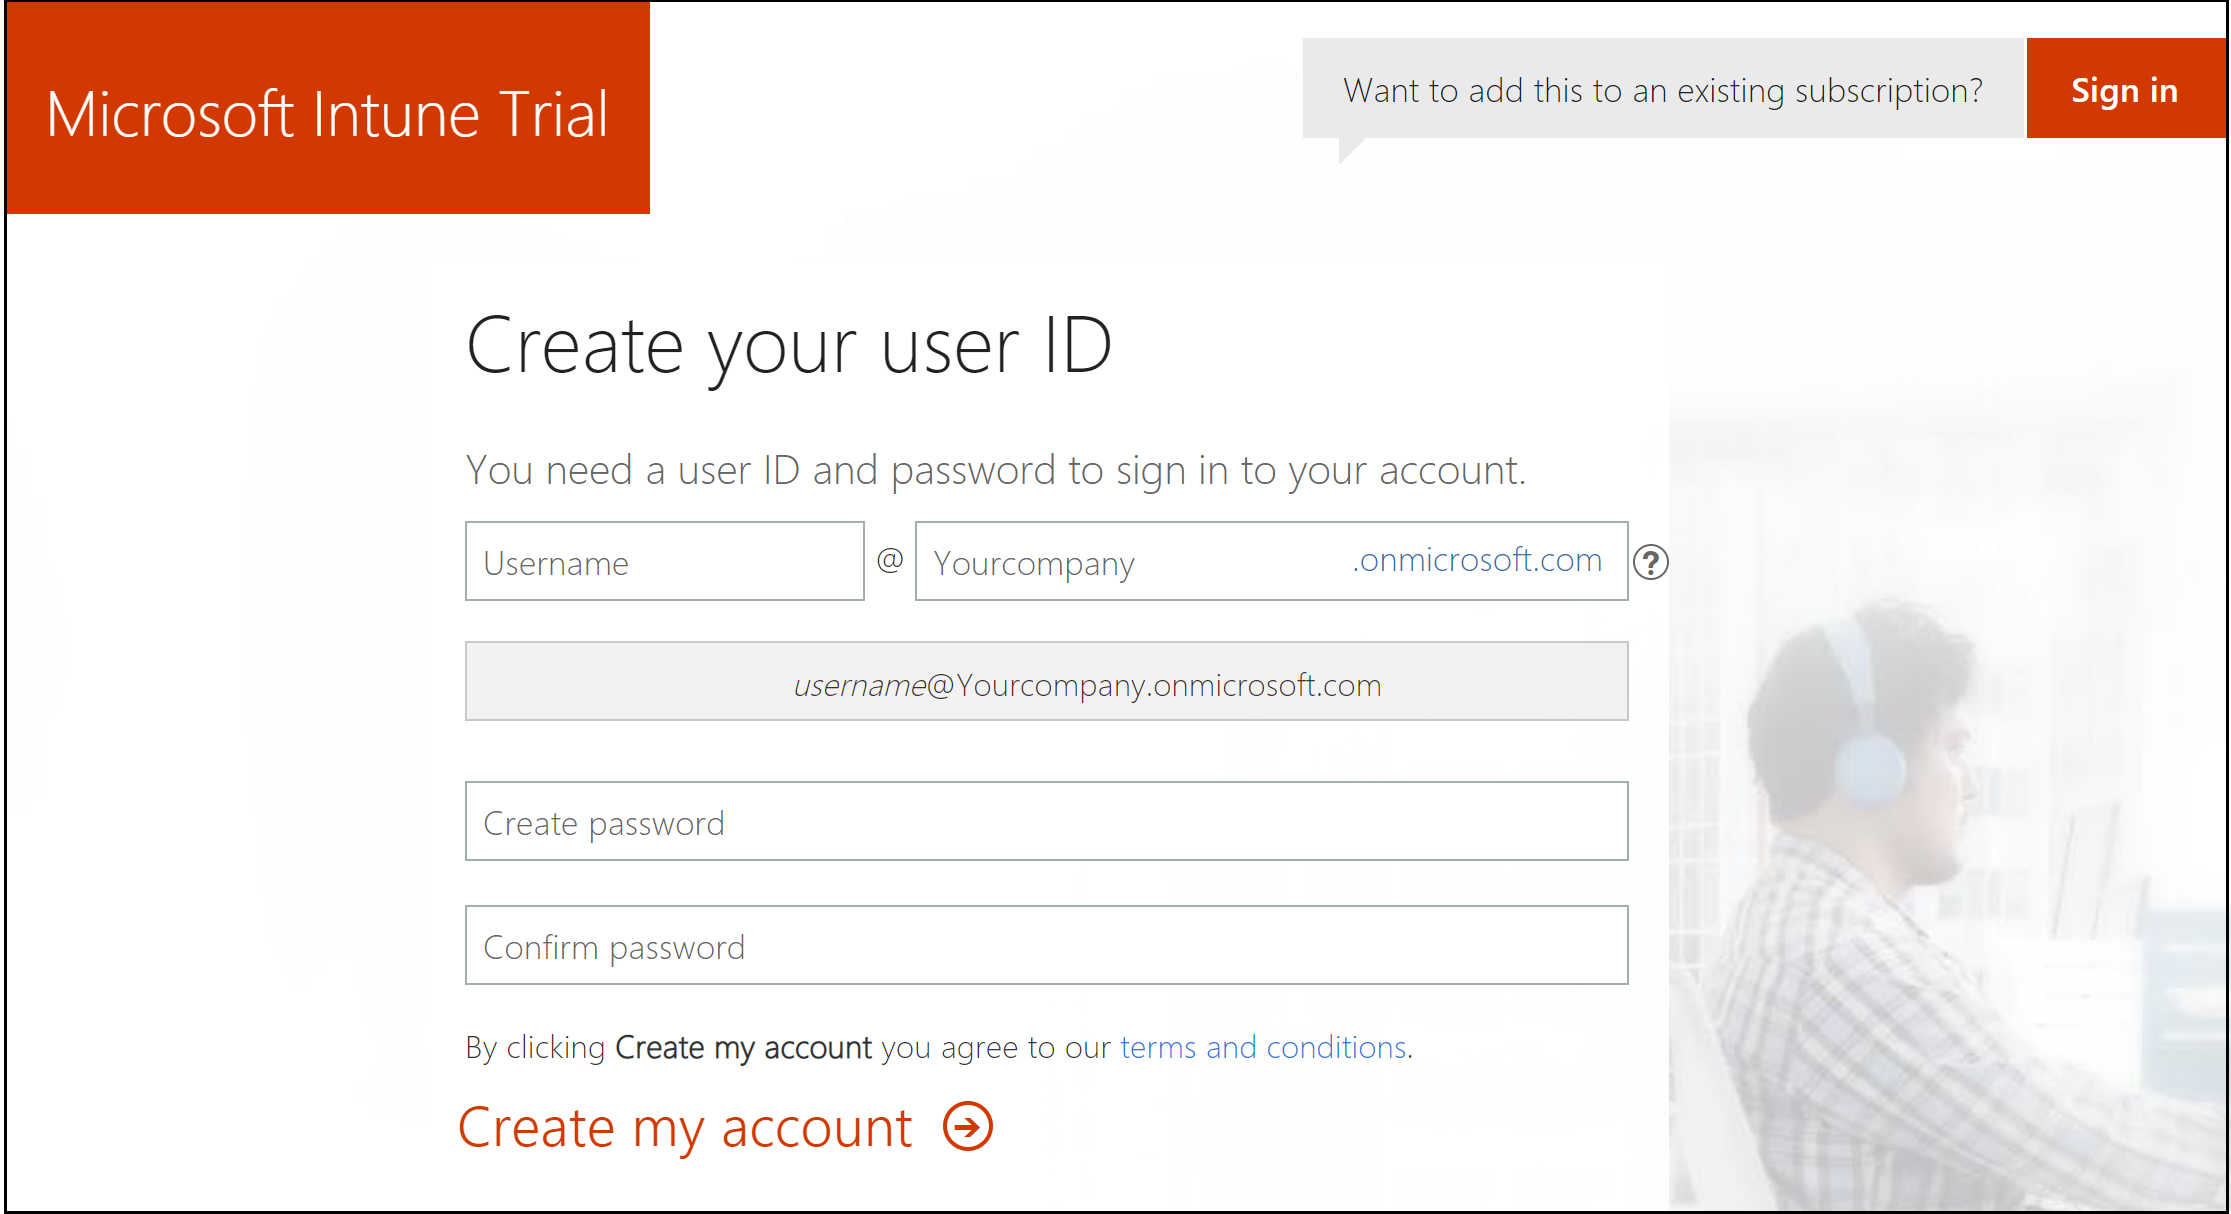 Microsoft Intune Trial
Want to add this to an existing subscription?
Sign in
Create your user ID
You need a user ID and password to sign in to your account.
Username @ Yourcompany .onmicrosoft.com ?
username@Yourcompany.onmicrosoft.com
Create password
Confirm password
By clicking Create my account you agree to our terms and conditions.
Create my account